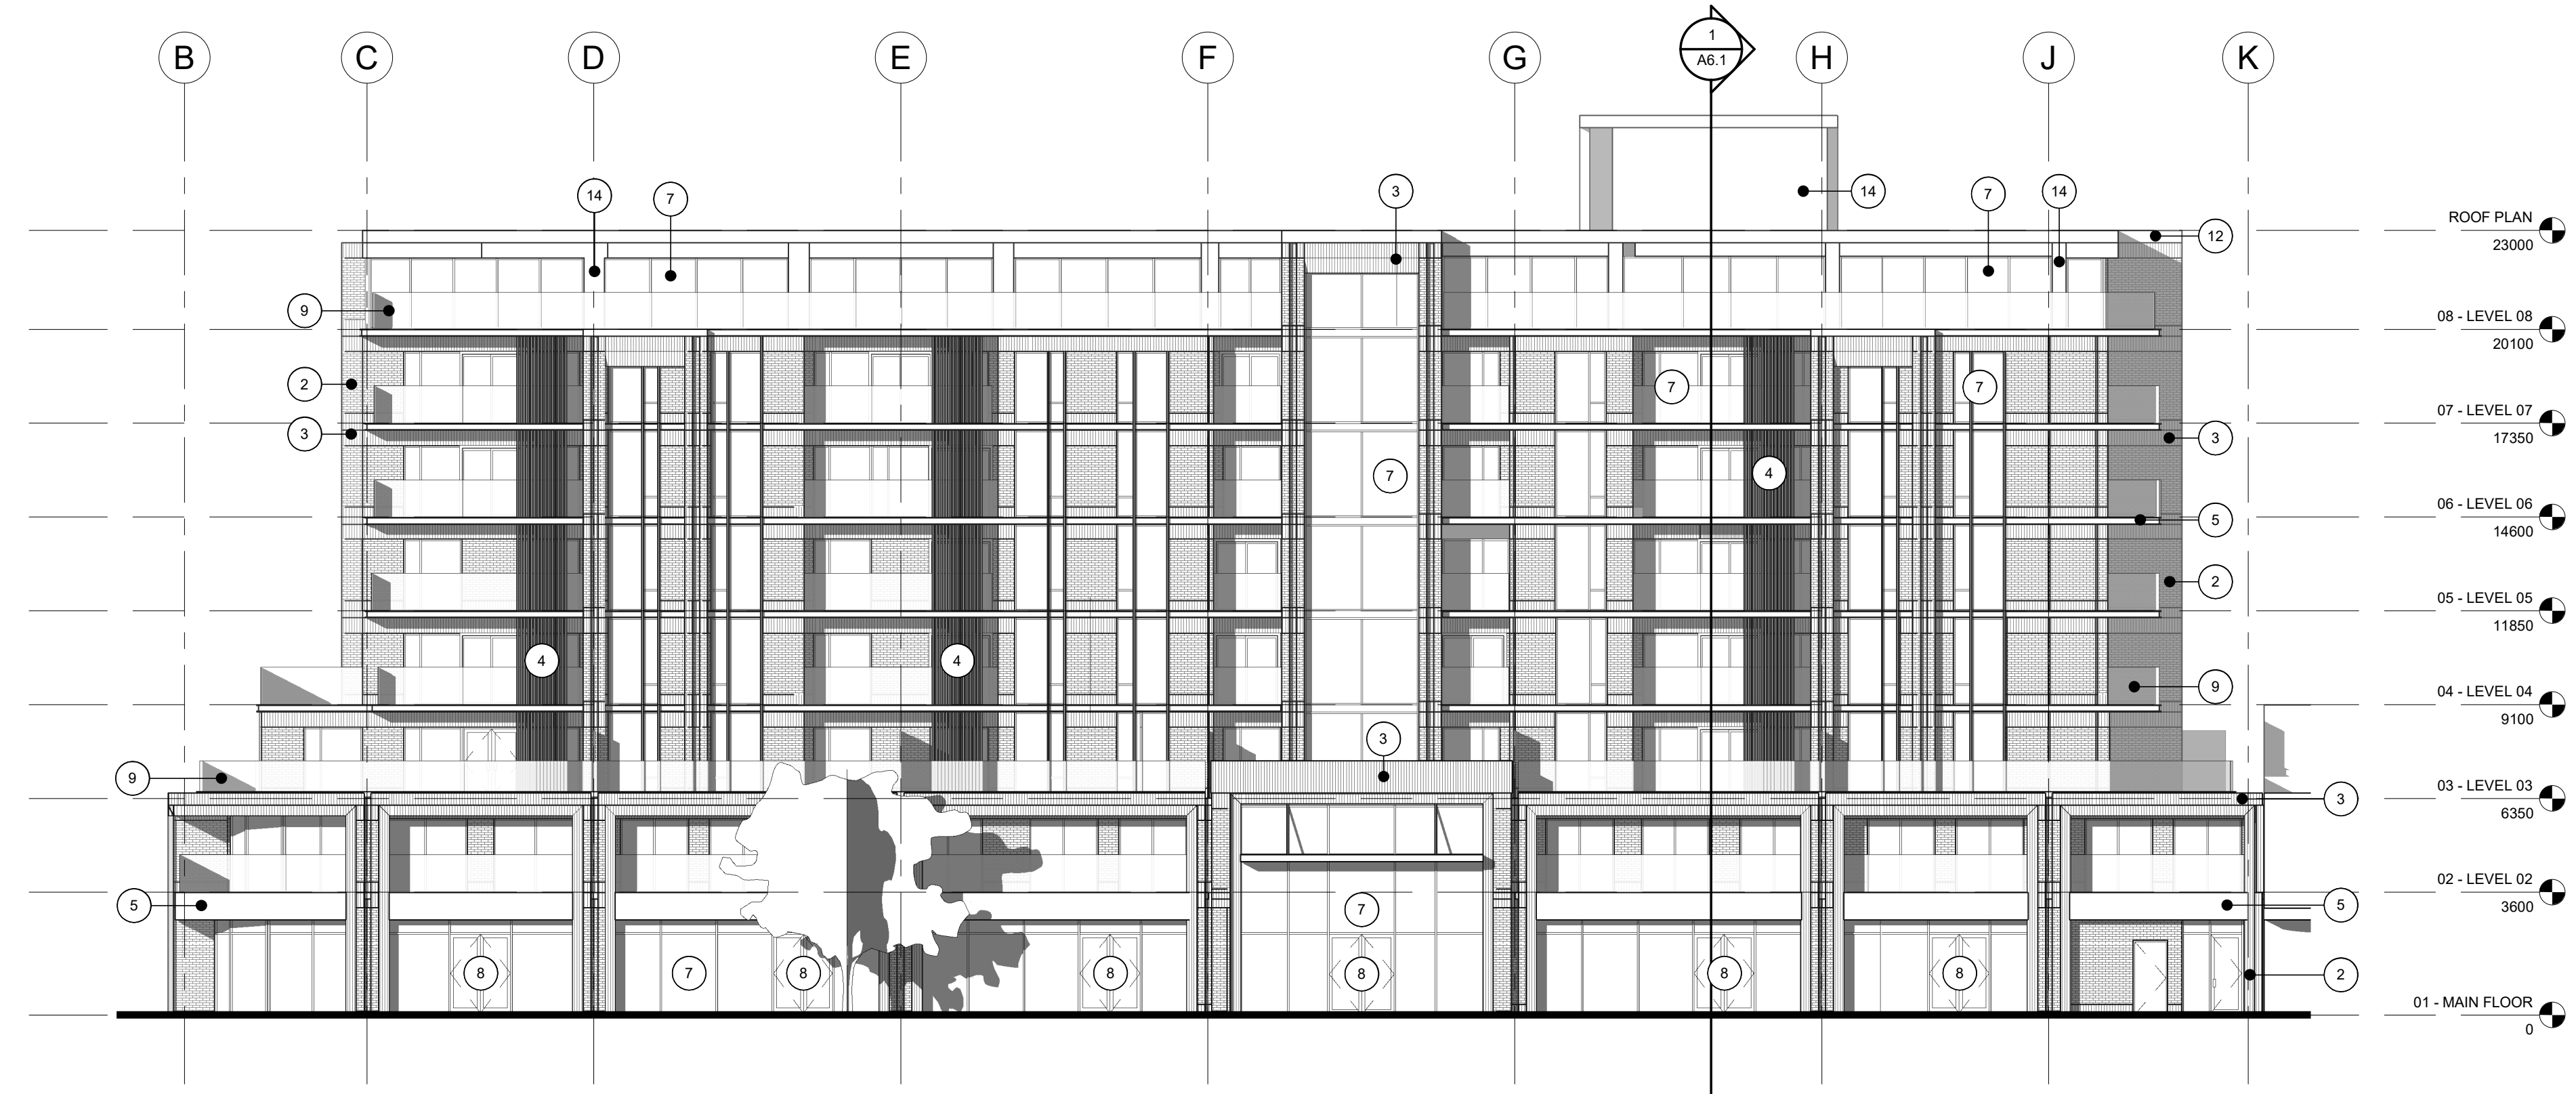 B C D E F G H J K
1
A6.1
14 7 3 14 7 14
ROOF PLAN
23000
12
9
08 - LEVEL 08
20100
2 7 7
3
07 - LEVEL 07
17350
3
7 4
06 - LEVEL 06
14600
5
2
05 - LEVEL 05
11850
4 4
9
04 - LEVEL 04
9100
3
9
03 - LEVEL 03
6350
3
02 - LEVEL 02
3600
5 7 5
8 7 8 8 8 8 8 2
01 - MAIN FLOOR
0